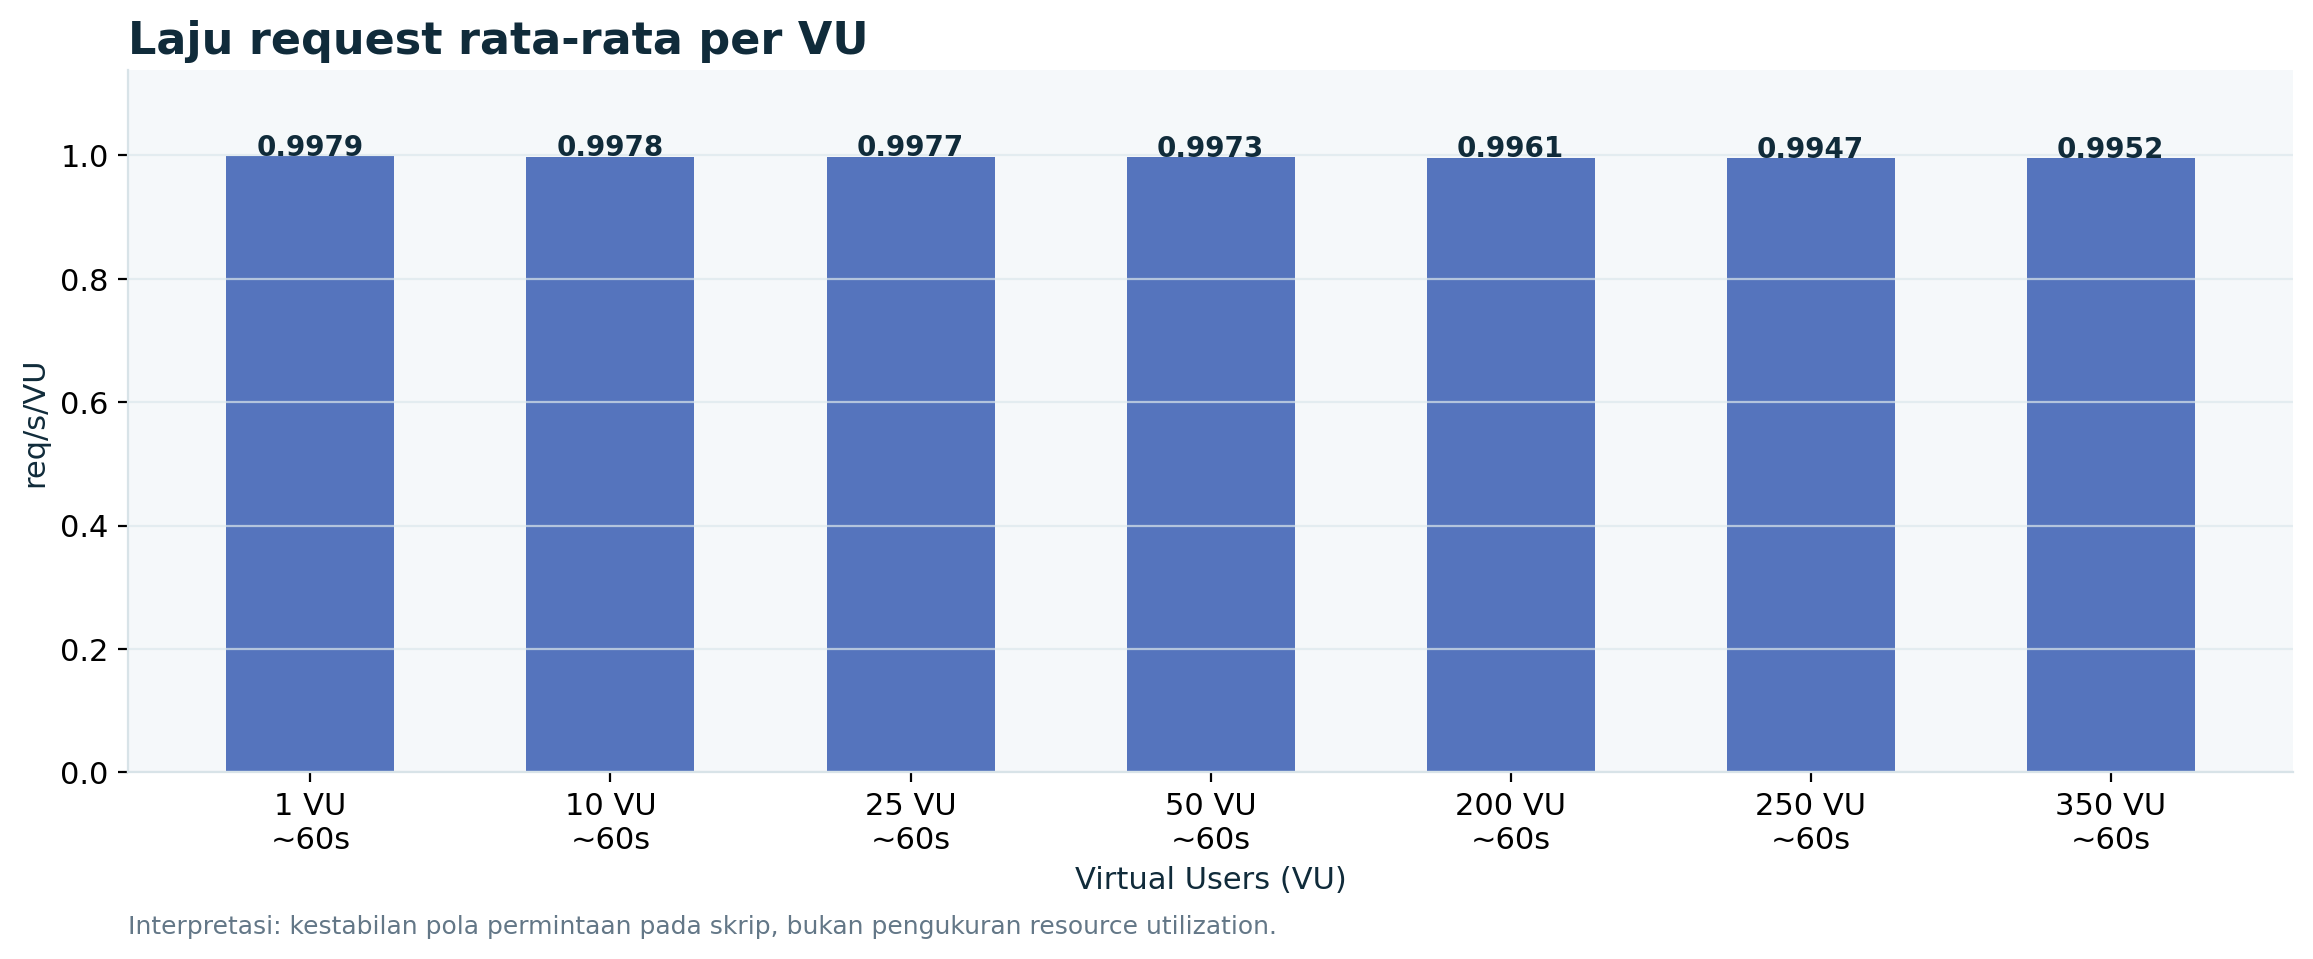 Laju request rata-rata per VU
0.9979 0.9978 0.9977 0.9973 0.9961 0.9947 0.9952
1.0
0.8
0.6
0.4
0.2
0.0
req/s/VU
1 VU 10 VU 25 VU 50 VU 200 VU 250 VU 350 VU
~60s ~60s ~60s ~60s ~60s ~60s ~60s
Virtual Users (VU)
Interpretasi: kestabilan pola permintaan pada skrip, bukan pengukuran resource utilization.